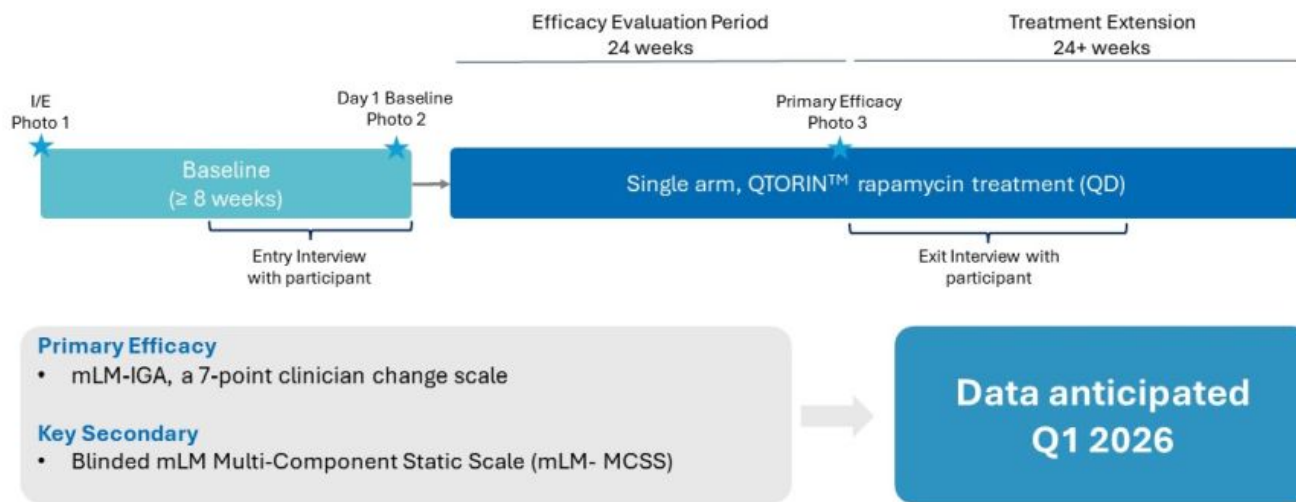 Efficacy Evaluation Period
24 weeks
Treatment Extension
24+ weeks
I/E
Photo 1
Day 1 Baseline
Photo 2
Primary Efficacy
Photo 3
Baseline
(≥ 8 weeks)
Single arm, QTORIN™ rapamycin treatment (QD)
Entry Interview
with participant
Exit Interview with
participant
Primary Efficacy
• mLM-IGA, a 7-point clinician change scale
Key Secondary
• Blinded mLM Multi-Component Static Scale (mLM- MCSS)
Data anticipated
Q1 2026